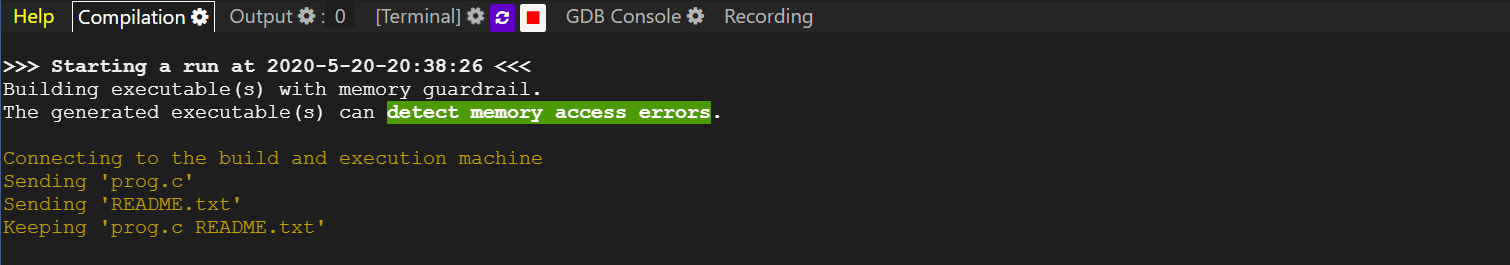 Help Compilation Output : 0 [Terminal] GDB Console Recording
>>> Starting a run at 2020-5-20-20:38:26 <<<
Building executable(s) with memory guardrail.
The generated executable(s) can detect memory access errors.
Connecting to the build and execution machine
Sending 'prog.c'
Sending 'README.txt'
Keeping 'prog.c README.txt'